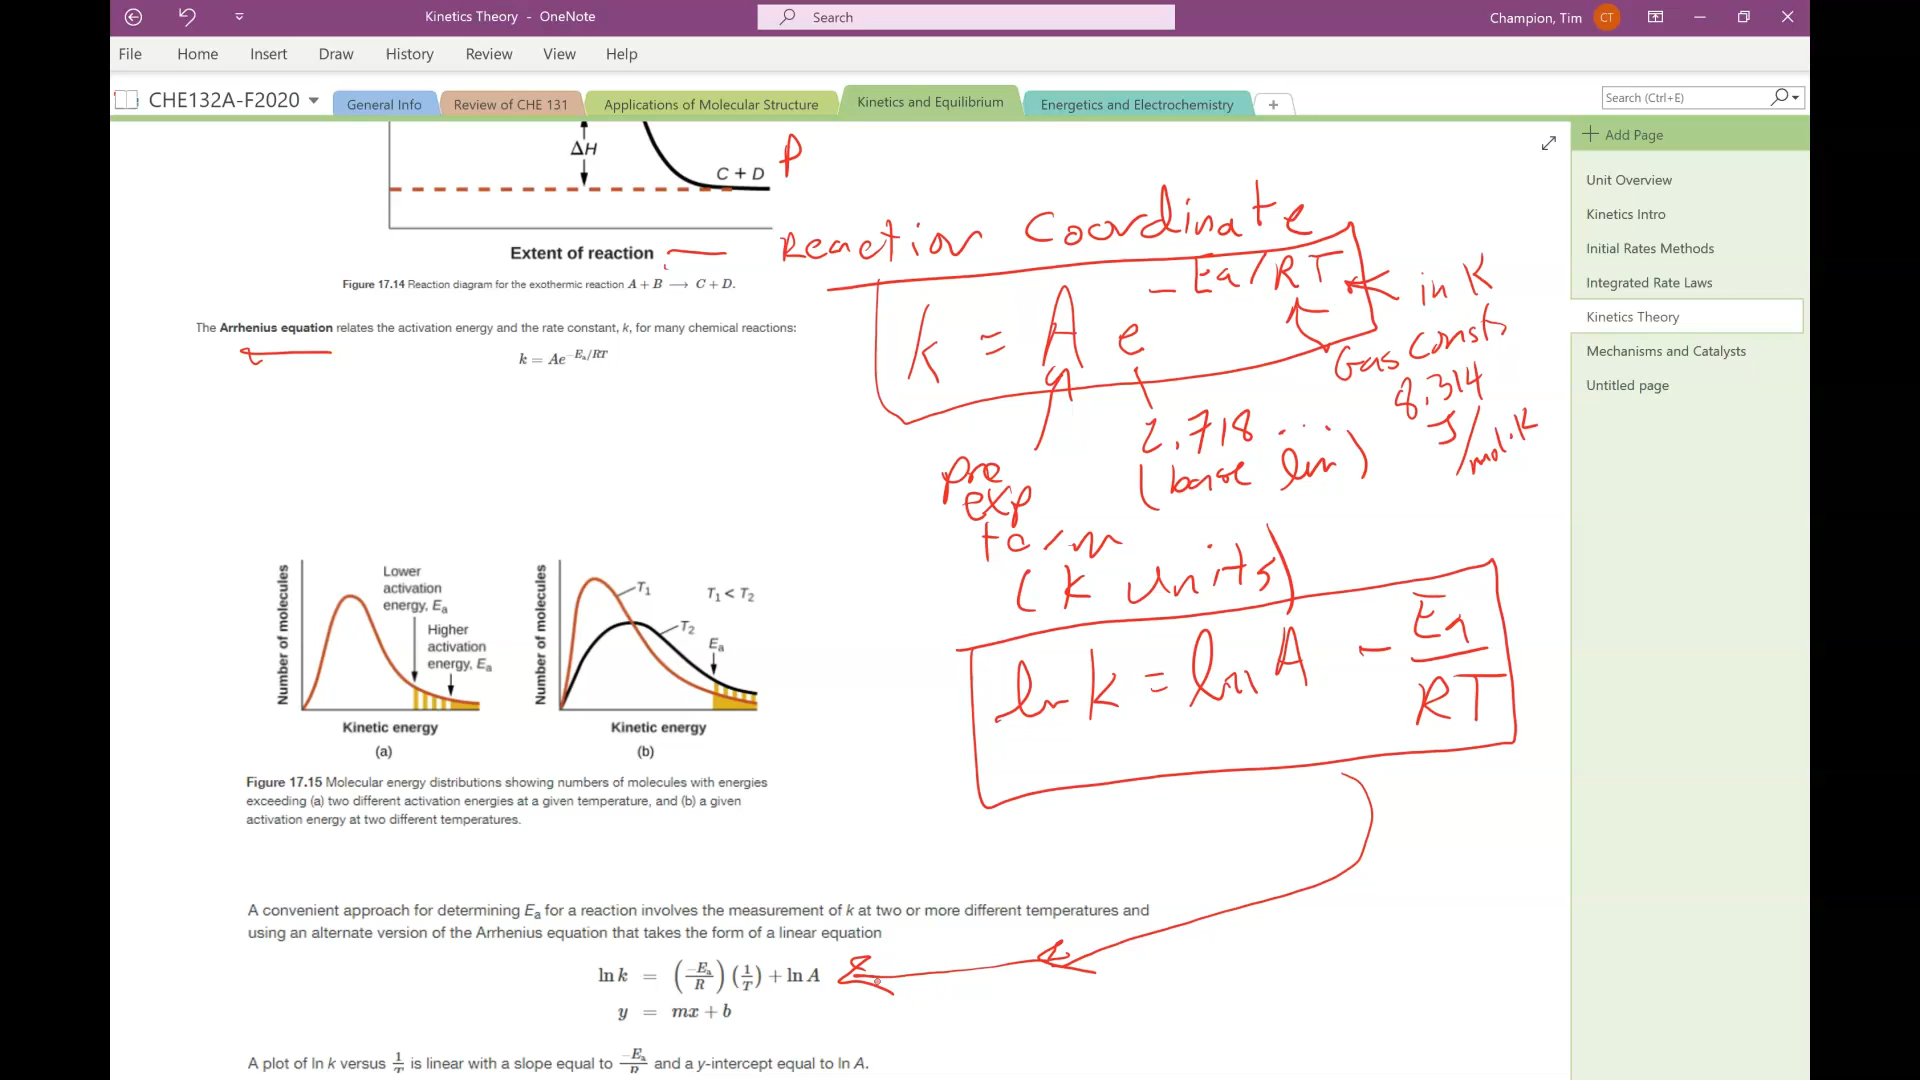 Kinetics Theory - OneNote
Search
Champion, Tim
CT
File Home Insert Draw History Review View Help
CHE132A-F2020
General Info
Review of CHE 131
Applications of Molecular Structure
Kinetics and Equilibrium
Energetics and Electrochemistry
+
Search (Ctrl+E)
Add Page
Unit Overview
Kinetics Intro
Initial Rates Methods
Integrated Rate Laws
Kinetics Theory
Mechanisms and Catalysts
Untitled page
ΔH
C + D
P
Extent of reaction
Reaction Coordinate
Figure 17.14 Reaction diagram for the exothermic reaction A + B ⟶ C + D.
The Arrhenius equation relates the activation energy and the rate constant, k, for many chemical reactions:
k = Ae^−Ea/RT
k = A e^−Ea/RT
in K
Gas Const
8.314
J/mol·K
2.718 ...
(base ln)
pre
exp
term
(k units)
ln k = ln A − Ea/RT
Number of molecules
Lower
activation
energy, Ea
Higher
activation
energy, Ea
Kinetic energy
(a)
Number of molecules
T1
T1 < T2
T2
Ea
Kinetic energy
(b)
Figure 17.15 Molecular energy distributions showing numbers of molecules with energies
exceeding (a) two different activation energies at a given temperature, and (b) a given
activation energy at two different temperatures.
A convenient approach for determining Ea for a reaction involves the measurement of k at two or more different temperatures and
using an alternate version of the Arrhenius equation that takes the form of a linear equation
ln k = (−Ea/R) (1/T) + ln A
y = mx + b
A plot of ln k versus 1/T is linear with a slope equal to −Ea/R and a y-intercept equal to ln A.